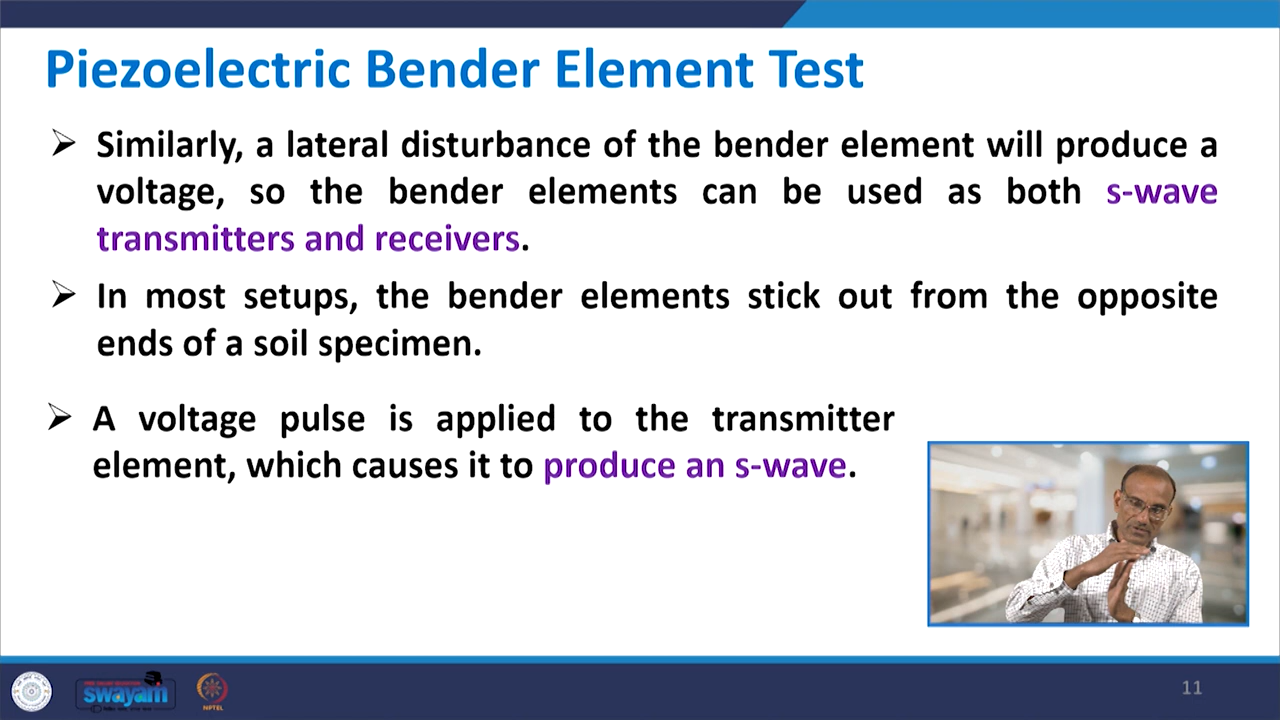 Piezoelectric Bender Element Test
Similarly, a lateral disturbance of the bender element will produce a
voltage, so the bender elements can be used as both s-wave
transmitters and receivers.
In most setups, the bender elements stick out from the opposite
ends of a soil specimen.
A voltage pulse is applied to the transmitter
element, which causes it to produce an s-wave.
swayam
NPTEL
11